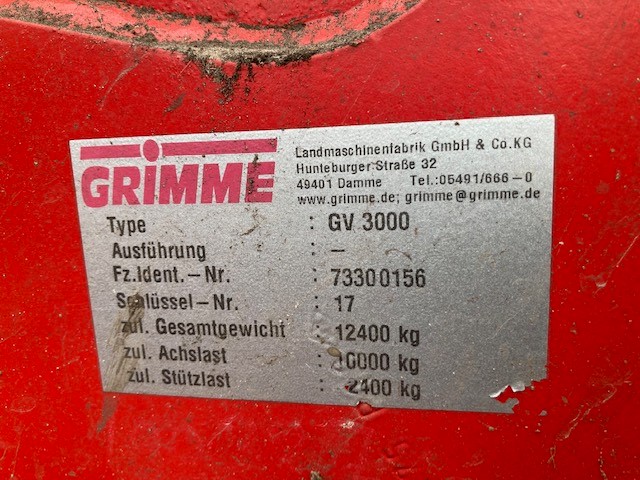 GRIMME
Landmaschinenfabrik GmbH & Co.KG
Hunteburger Straße 32
49401 Damme Tel.:05491/666-0
www.grimme.de; grimme@grimme.de
Type : GV 3000
Ausführung : -
Fz.Ident.-Nr. : 73300156
Schlüssel-Nr. : 17
zul. Gesamtgewicht : 12400 kg
zul. Achslast : 10000 kg
zul. Stützlast : 2400 kg